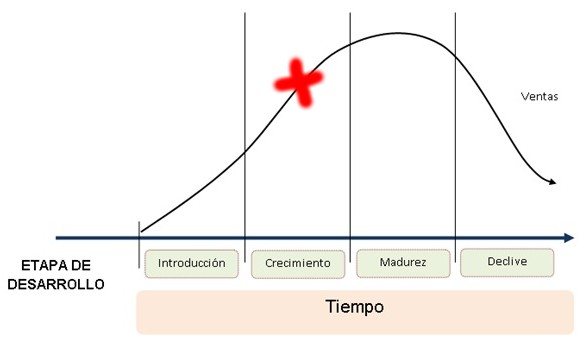 Ventas
ETAPA DE
DESARROLLO
Introducción
Crecimiento
Madurez
Declive
Tiempo